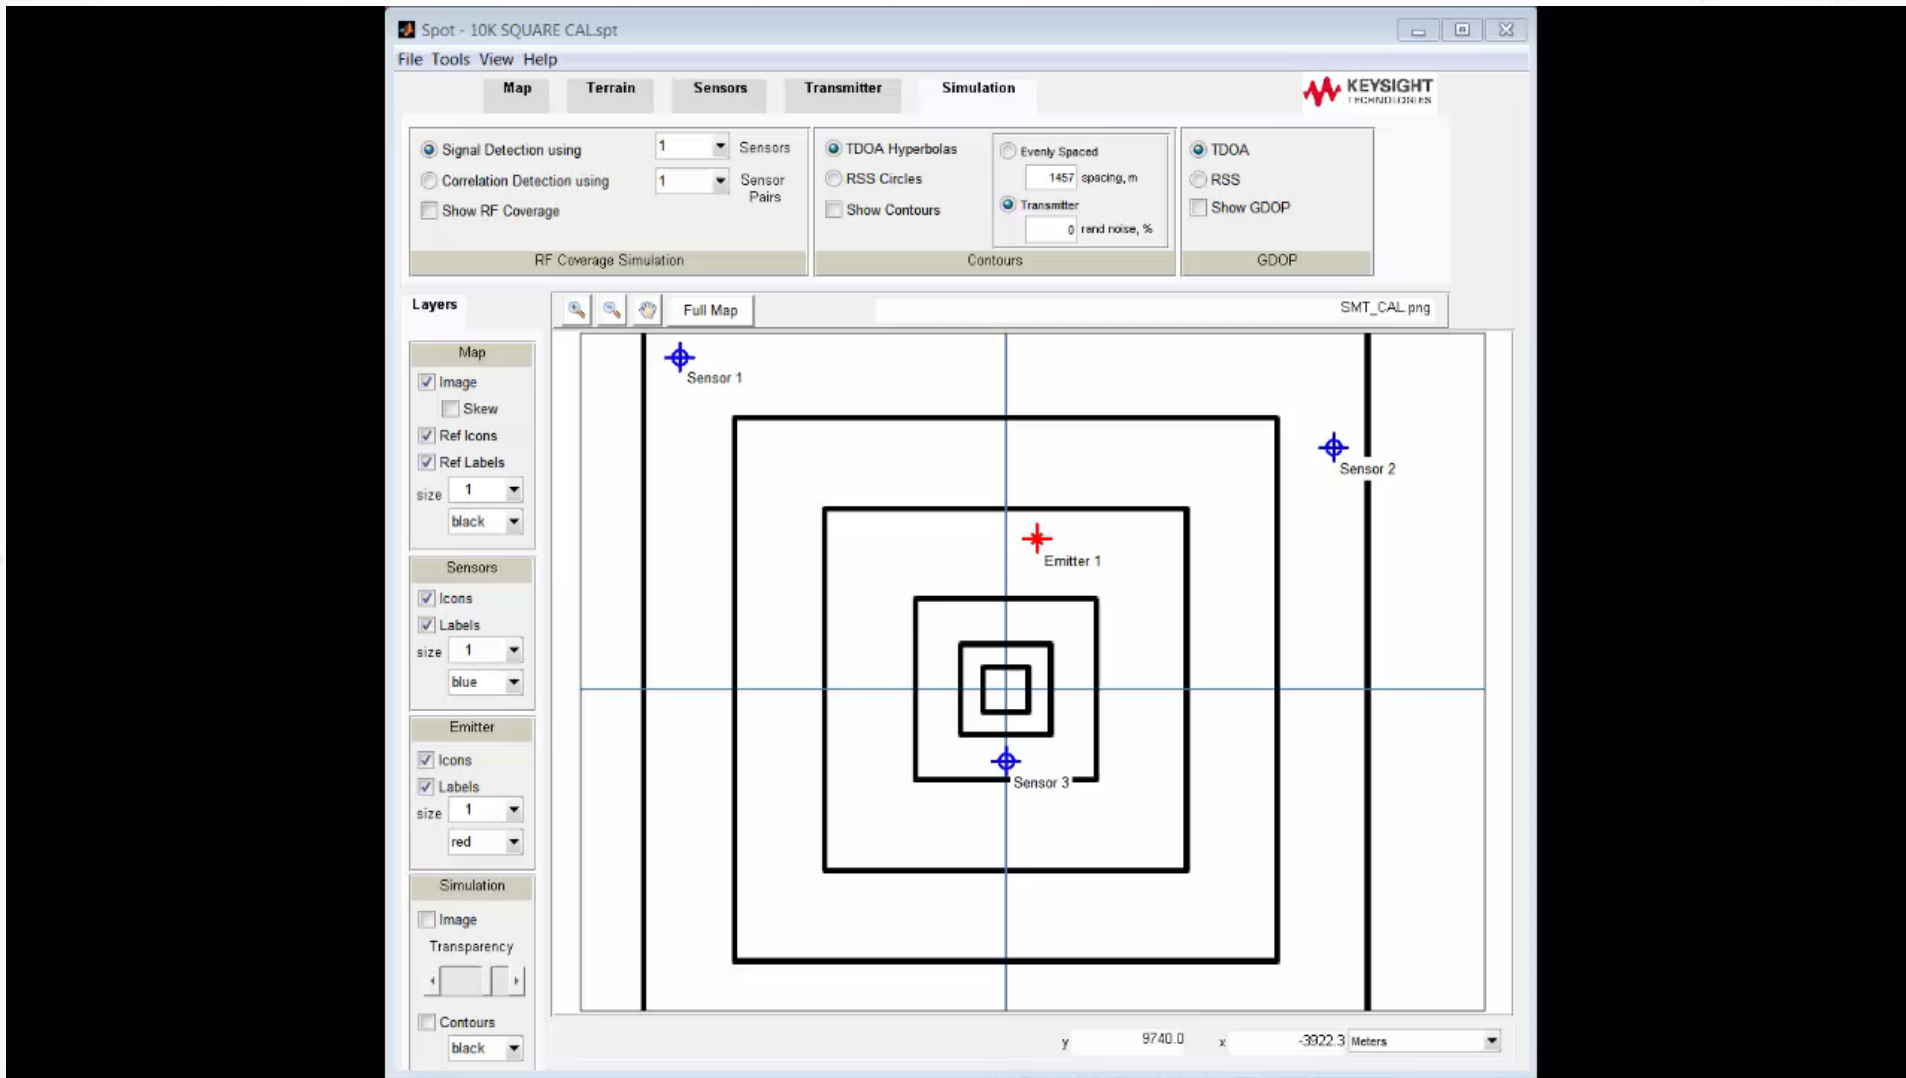 Spot - 10K SQUARE CAL.spt
File Tools View Help
Map Terrain Sensors Transmitter Simulation
KEYSIGHT
TECHNOLOGIES
Signal Detection using 1 Sensors
Correlation Detection using 1 Sensor Pairs
Show RF Coverage
RF Coverage Simulation
TDOA Hyperbolas
RSS Circles
Show Contours
Evenly Spaced
1457 spacing, m
Transmitter
0 rand noise, %
Contours
TDOA
RSS
Show GDOP
GDOP
Layers
Full Map
SMT_CAL.png
Map
Image
Skew
Ref Icons
Ref Labels
size 1
black
Sensors
Icons
Labels
size 1
blue
Emitter
Icons
Labels
size 1
red
Simulation
Image
Transparency
Contours
black
Sensor 1
Sensor 2
Emitter 1
Sensor 3
y 9740.0 x -3922.3 Meters